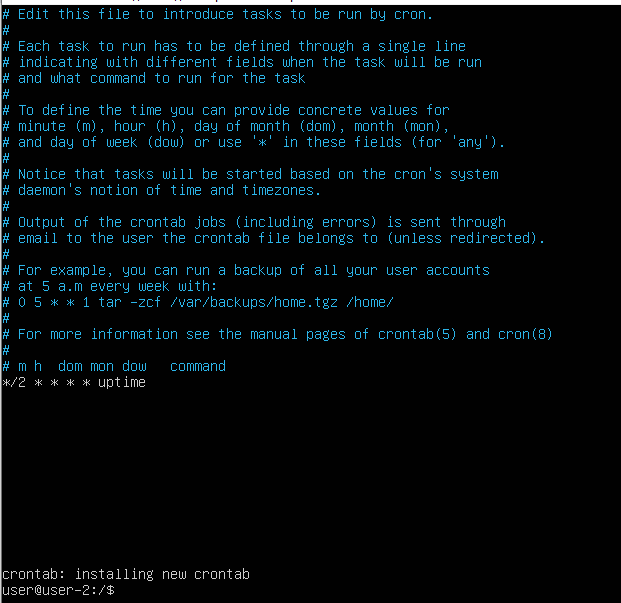 # Edit this file to introduce tasks to be run by cron.
#
# Each task to run has to be defined through a single line
# indicating with different fields when the task will be run
# and what command to run for the task
#
# To define the time you can provide concrete values for
# minute (m), hour (h), day of month (dom), month (mon),
# and day of week (dow) or use '*' in these fields (for 'any').
#
# Notice that tasks will be started based on the cron's system
# daemon's notion of time and timezones.
#
# Output of the crontab jobs (including errors) is sent through
# email to the user the crontab file belongs to (unless redirected).
#
# For example, you can run a backup of all your user accounts
# at 5 a.m every week with:
# 0 5 * * 1 tar -zcf /var/backups/home.tgz /home/
#
# For more information see the manual pages of crontab(5) and cron(8)
#
# m h  dom mon dow   command
*/2 * * * * uptime
crontab: installing new crontab
user@user-2:/$